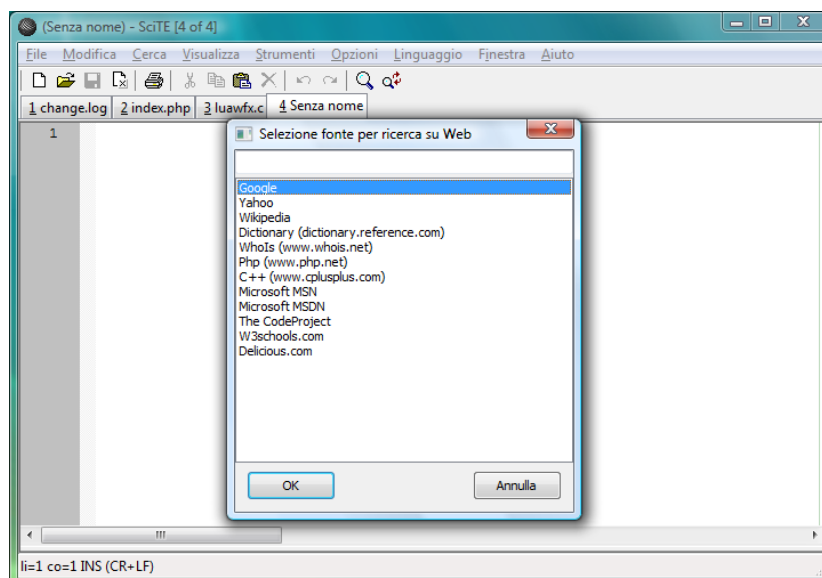 (Senza nome) - SciTE [4 of 4]
File Modifica Cerca Visualizza Strumenti Opzioni Linguaggio Finestra Aiuto
1 change.log 2 index.php 3 luawfx.c 4 Senza nome
1
Selezione fonte per ricerca su Web
Google
Yahoo
Wikipedia
Dictionary (dictionary.reference.com)
WhoIs (www.whois.net)
Php (www.php.net)
C++ (www.cplusplus.com)
Microsoft MSN
Microsoft MSDN
The CodeProject
W3schools.com
Delicious.com
OK Annulla
li=1 co=1 INS (CR+LF)